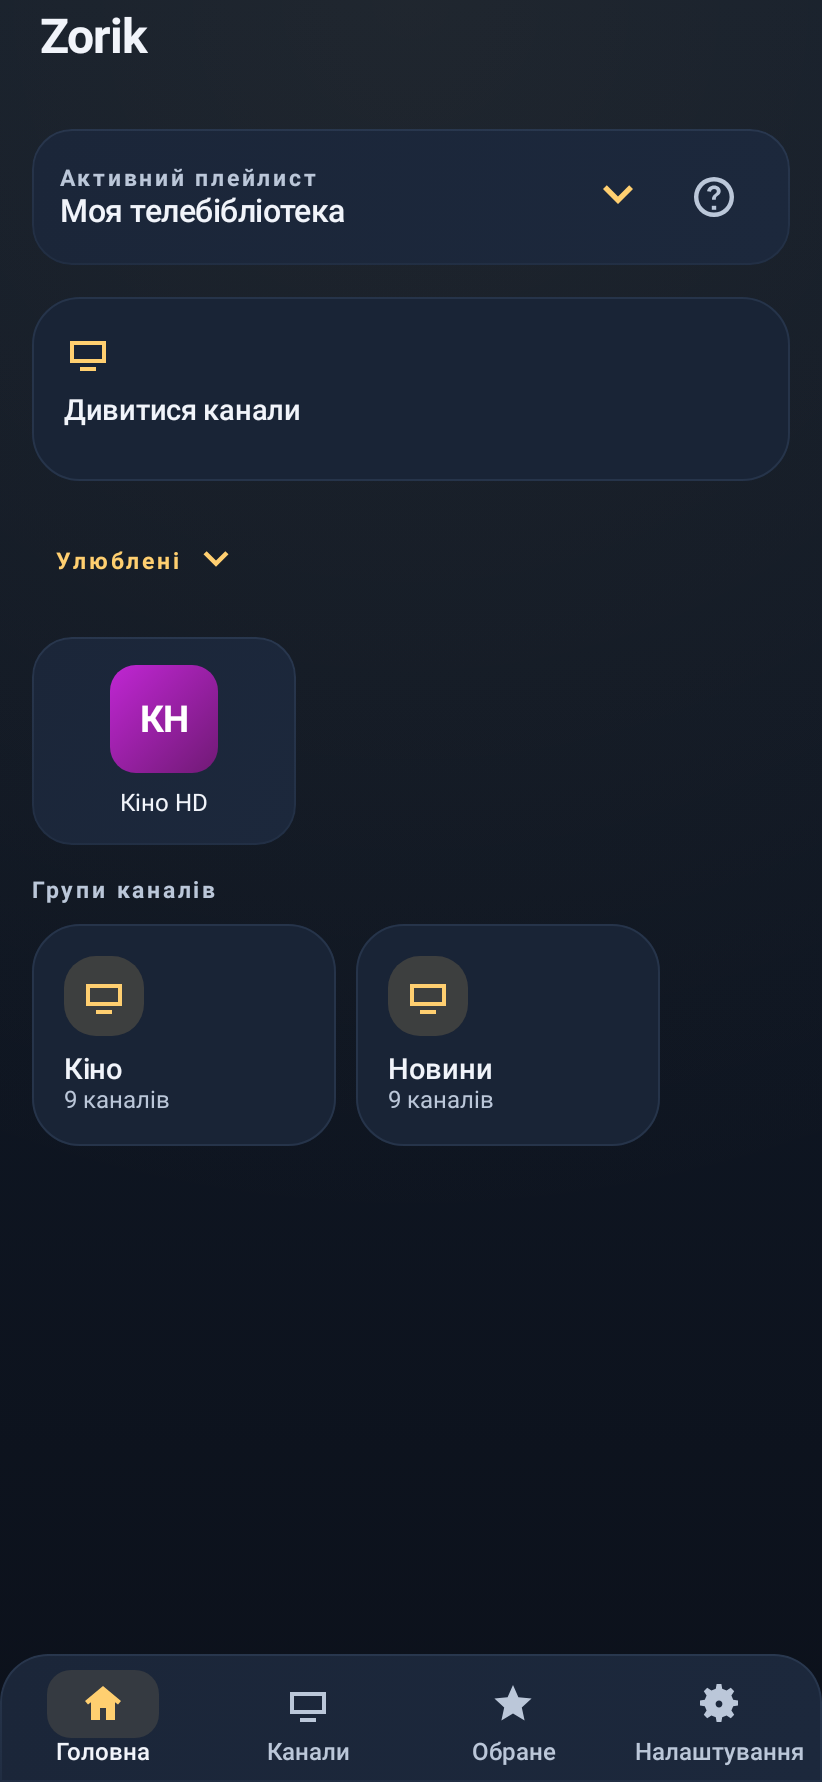 Zorik
Активний плейлист
Моя телебібліотека
Дивитися канали
Улюблені
КН
Кіно HD
Групи каналів
Кіно
9 каналів
Новини
9 каналів
Головна
Канали
Обране
Налаштування